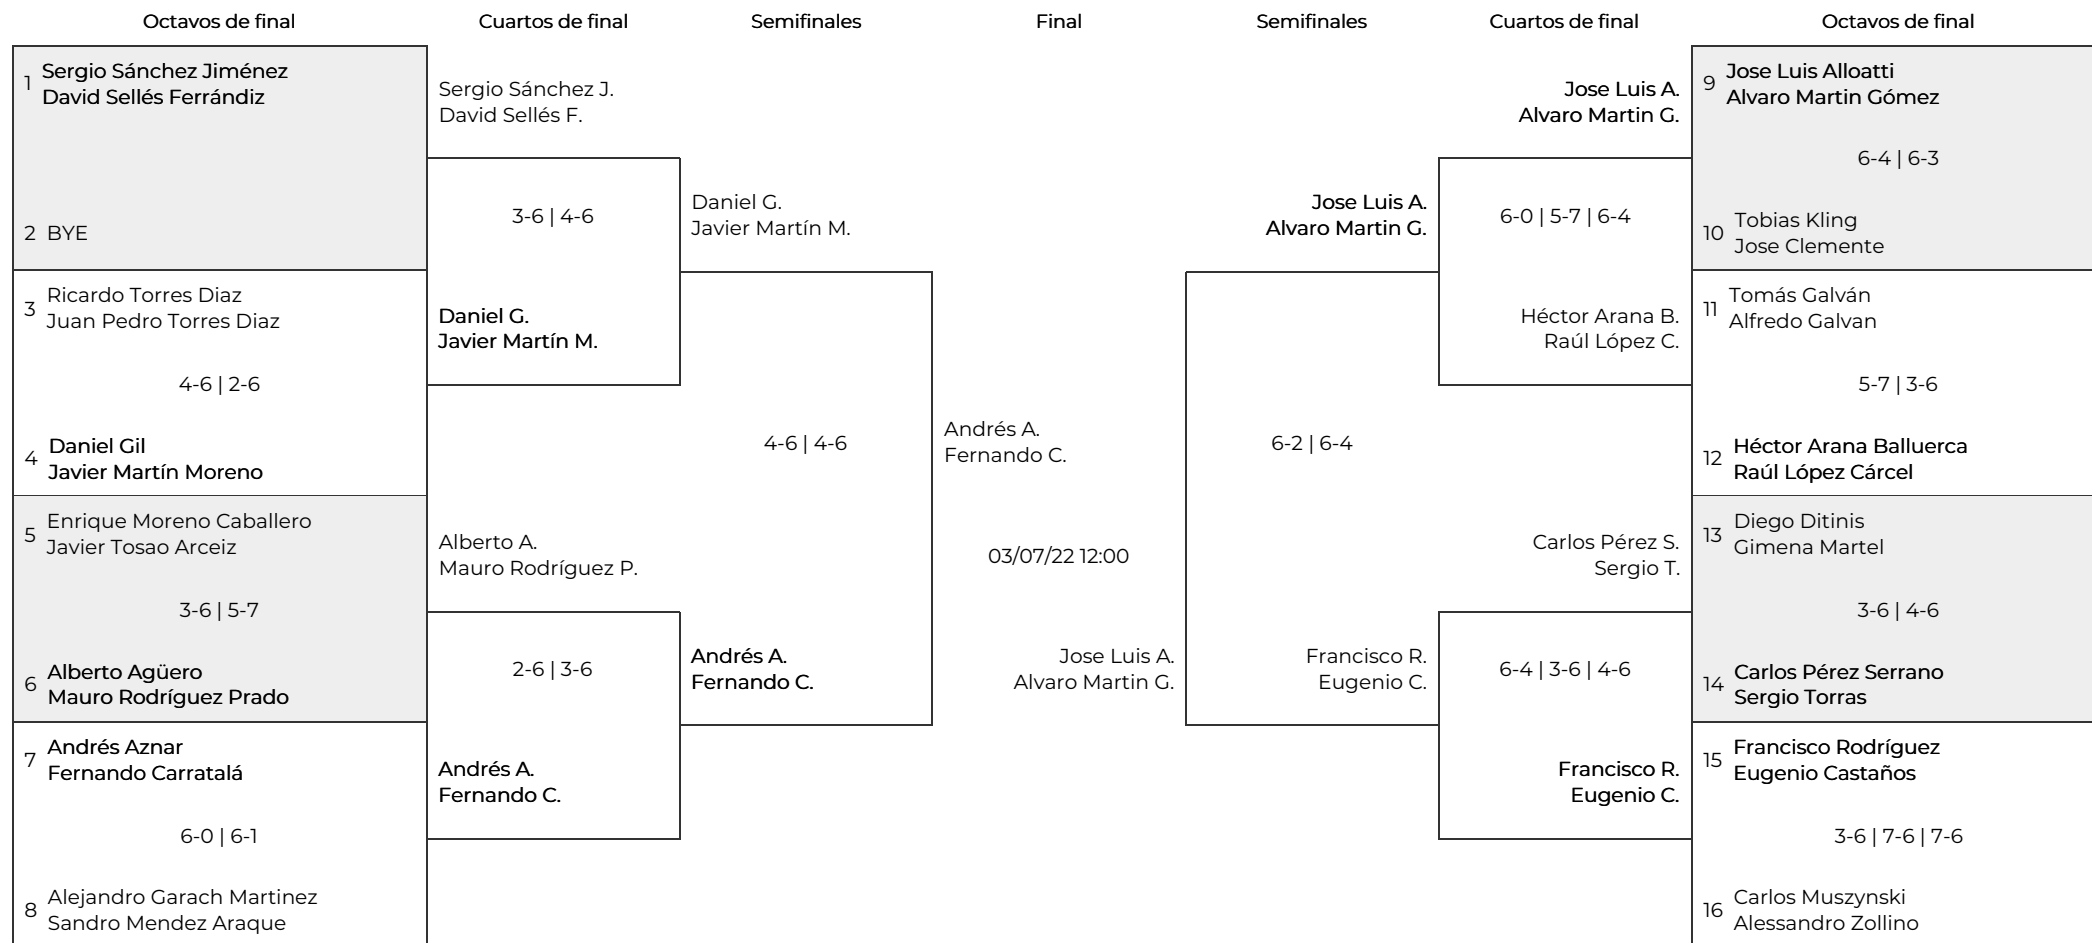 Octavos de final
Cuartos de final
Semifinales
Final
Semifinales
Cuartos de final
Octavos de final
1 Sergio Sánchez Jiménez
David Sellés Ferrándiz
2 BYE
3 Ricardo Torres Diaz
Juan Pedro Torres Diaz
4-6 | 2-6
4 Daniel Gil
Javier Martín Moreno
5 Enrique Moreno Caballero
Javier Tosao Arceiz
3-6 | 5-7
6 Alberto Agüero
Mauro Rodríguez Prado
7 Andrés Aznar
Fernando Carratalá
6-0 | 6-1
8 Alejandro Garach Martinez
Sandro Mendez Araque
Sergio Sánchez J.
David Sellés F.
3-6 | 4-6
Daniel G.
Javier Martín M.
Alberto A.
Mauro Rodríguez P.
2-6 | 3-6
Andrés A.
Fernando C.
Daniel G.
Javier Martín M.
4-6 | 4-6
Andrés A.
Fernando C.
Andrés A.
Fernando C.
03/07/22 12:00
Jose Luis A.
Alvaro Martin G.
Jose Luis A.
Alvaro Martin G.
6-2 | 6-4
Francisco R.
Eugenio C.
Jose Luis A.
Alvaro Martin G.
6-0 | 5-7 | 6-4
Héctor Arana B.
Raúl López C.
Carlos Pérez S.
Sergio T.
6-4 | 3-6 | 4-6
Francisco R.
Eugenio C.
9 Jose Luis Alloatti
Alvaro Martin Gómez
6-4 | 6-3
10 Tobias Kling
Jose Clemente
11 Tomás Galván
Alfredo Galvan
5-7 | 3-6
12 Héctor Arana Balluerca
Raúl López Cárcel
13 Diego Ditinis
Gimena Martel
3-6 | 4-6
14 Carlos Pérez Serrano
Sergio Torras
15 Francisco Rodríguez
Eugenio Castaños
3-6 | 7-6 | 7-6
16 Carlos Muszynski
Alessandro Zollino